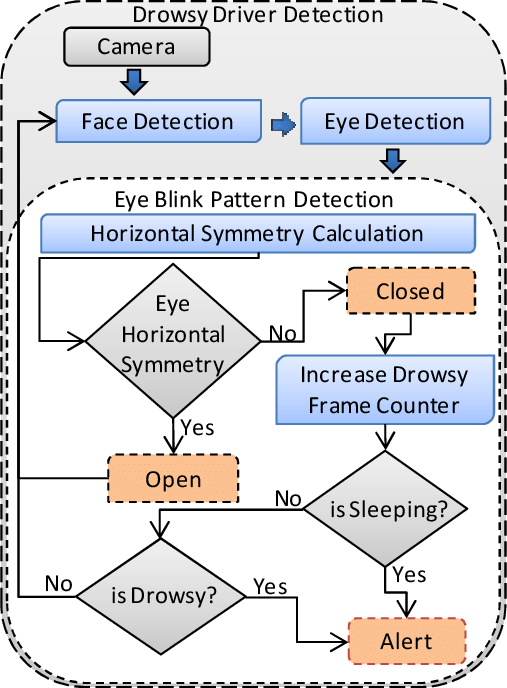 Drowsy Driver Detection
Camera
Face Detection
Eye Detection
Eye Blink Pattern Detection
Horizontal Symmetry Calculation
Eye
Horizontal
Symmetry
No
Closed
Increase Drowsy
Frame Counter
Yes
Open
No
is Sleeping?
No
is Drowsy?
Yes
Yes
Alert